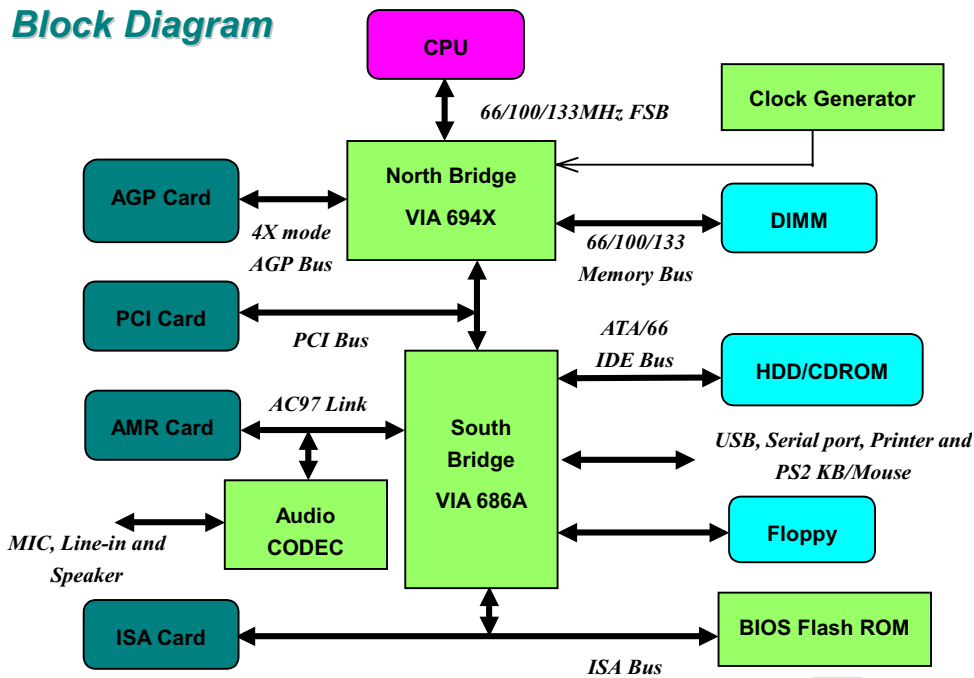 Block Diagram
CPU
66/100/133MHz FSB
Clock Generator
North Bridge
VIA 694X
AGP Card
4X mode
AGP Bus
DIMM
66/100/133
Memory Bus
PCI Card
PCI Bus
ATA/66
IDE Bus
HDD/CDROM
AMR Card
AC97 Link
South
Bridge
VIA 686A
USB, Serial port, Printer and
PS2 KB/Mouse
Audio
CODEC
MIC, Line-in and
Speaker
Floppy
ISA Card
ISA Bus
BIOS Flash ROM